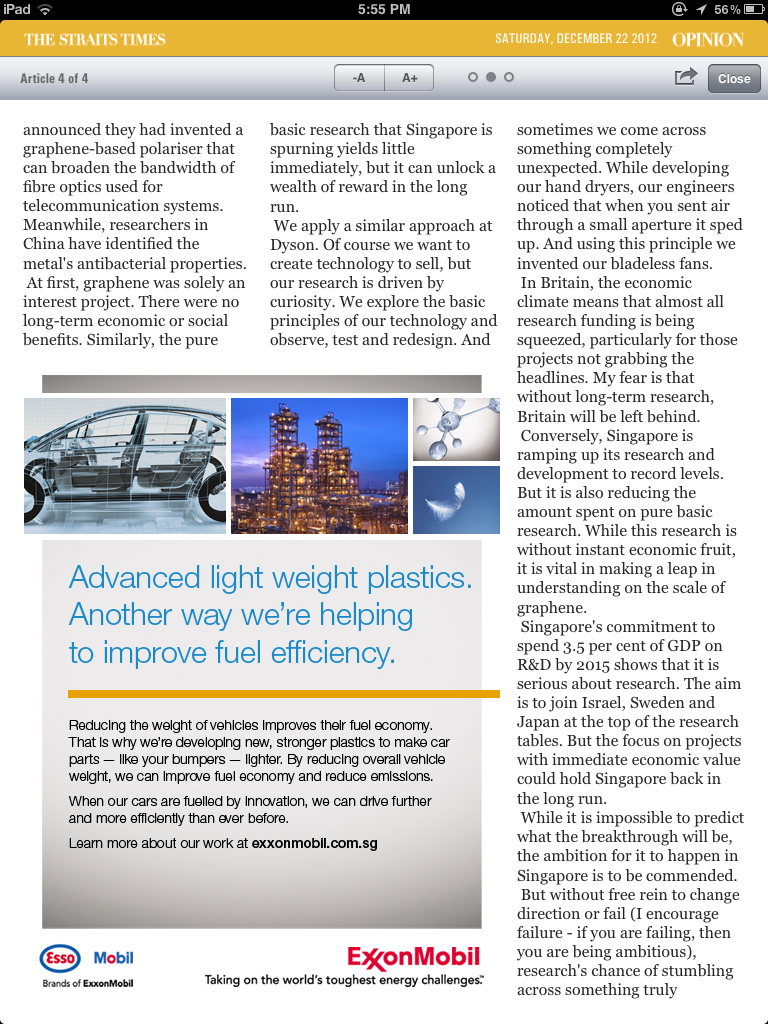 iPad
5:55 PM
56%
THE STRAITS TIMES
SATURDAY, DECEMBER 22 2012 OPINION
Article 4 of 4
-A
A+
Close
announced they had invented a
graphene-based polariser that
can broaden the bandwidth of
fibre optics used for
telecommunication systems.
Meanwhile, researchers in
China have identified the
metal's antibacterial properties.
At first, graphene was solely an
interest project. There were no
long-term economic or social
benefits. Similarly, the pure
basic research that Singapore is
spurning yields little
immediately, but it can unlock a
wealth of reward in the long
run.
We apply a similar approach at
Dyson. Of course we want to
create technology to sell, but
our research is driven by
curiosity. We explore the basic
principles of our technology and
observe, test and redesign. And
sometimes we come across
something completely
unexpected. While developing
our hand dryers, our engineers
noticed that when you sent air
through a small aperture it sped
up. And using this principle we
invented our bladeless fans.
In Britain, the economic
climate means that almost all
research funding is being
squeezed, particularly for those
projects not grabbing the
headlines. My fear is that
without long-term research,
Britain will be left behind.
Conversely, Singapore is
ramping up its research and
development to record levels.
But it is also reducing the
amount spent on pure basic
research. While this research is
without instant economic fruit,
it is vital in making a leap in
understanding on the scale of
graphene.
Singapore's commitment to
spend 3.5 per cent of GDP on
R&D by 2015 shows that it is
serious about research. The aim
is to join Israel, Sweden and
Japan at the top of the research
tables. But the focus on projects
with immediate economic value
could hold Singapore back in
the long run.
While it is impossible to predict
what the breakthrough will be,
the ambition for it to happen in
Singapore is to be commended.
But without free rein to change
direction or fail (I encourage
failure - if you are failing, then
you are being ambitious),
research's chance of stumbling
across something truly
Advanced light weight plastics.
Another way we're helping
to improve fuel efficiency.
Reducing the weight of vehicles improves their fuel economy.
That is why we're developing new, stronger plastics to make car
parts — like your bumpers — lighter. By reducing overall vehicle
weight, we can improve fuel economy and reduce emissions.
When our cars are fuelled by innovation, we can drive further
and more efficiently than ever before.
Learn more about our work at exxonmobil.com.sg
Esso Mobil
Brands of ExxonMobil
ExxonMobil
Taking on the world's toughest energy challenges.™